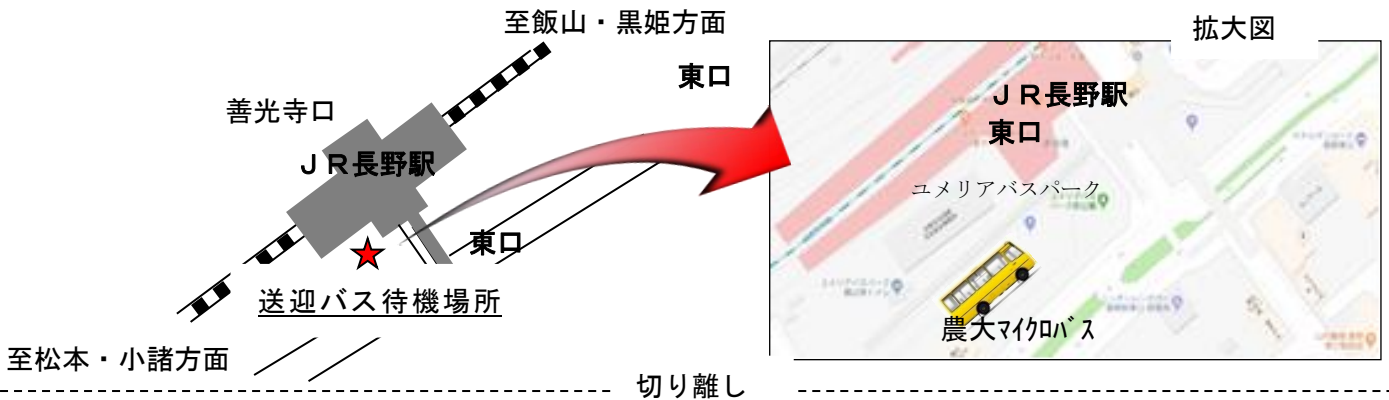 至飯山・黒姫方面
拡大図
東口
善光寺口
ＪＲ長野駅
東口
ＪＲ長野駅
ユメリアバスパーク
東口
送迎バス待機場所
農大ﾏｲｸﾛﾊﾞｽ
至松本・小諸方面
切り離し